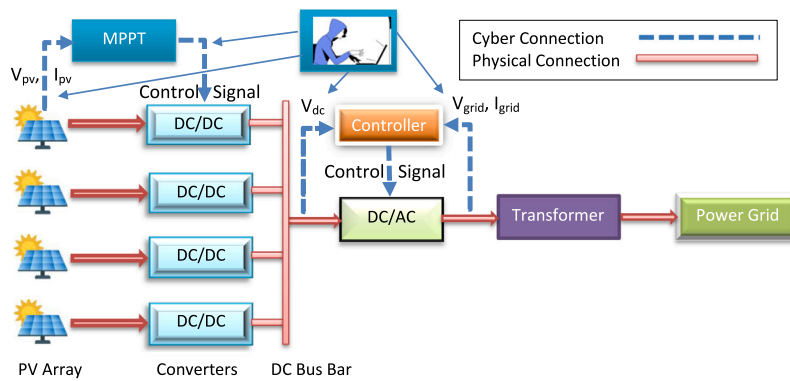 MPPT
Cyber Connection
Physical Connection
Vpv, Ipv
Control Signal
Vdc
Vgrid, Igrid
DC/DC
Controller
DC/DC
Control Signal
DC/AC
Transformer
Power Grid
DC/DC
DC/DC
PV Array
Converters
DC Bus Bar